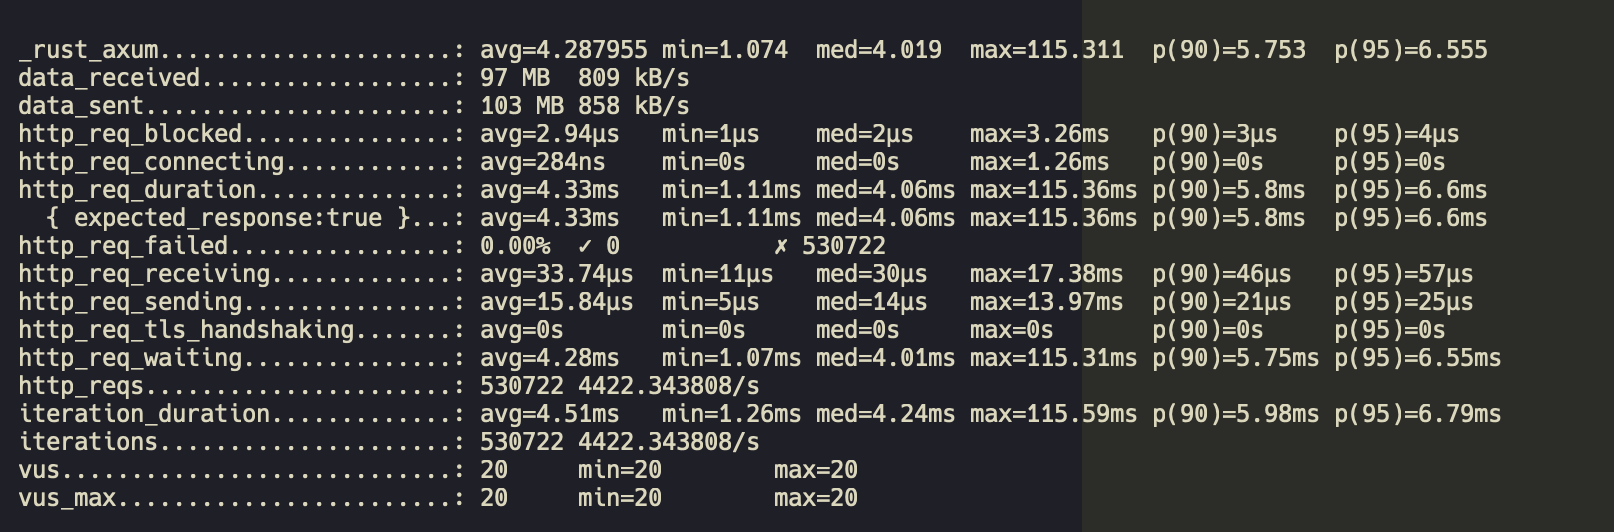 _rust_axum.....................: avg=4.287955 min=1.074  med=4.019  max=115.311  p(90)=5.753  p(95)=6.555
data_received..................: 97 MB  809 kB/s
data_sent......................: 103 MB 858 kB/s
http_req_blocked...............: avg=2.94µs   min=1µs    med=2µs    max=3.26ms   p(90)=3µs    p(95)=4µs
http_req_connecting............: avg=284ns    min=0s     med=0s     max=1.26ms   p(90)=0s     p(95)=0s
http_req_duration..............: avg=4.33ms   min=1.11ms med=4.06ms max=115.36ms p(90)=5.8ms  p(95)=6.6ms
  { expected_response:true }...: avg=4.33ms   min=1.11ms med=4.06ms max=115.36ms p(90)=5.8ms  p(95)=6.6ms
http_req_failed................: 0.00%  ✓ 0          ✗ 530722
http_req_receiving.............: avg=33.74µs  min=11µs   med=30µs   max=17.38ms  p(90)=46µs   p(95)=57µs
http_req_sending...............: avg=15.84µs  min=5µs    med=14µs   max=13.97ms  p(90)=21µs   p(95)=25µs
http_req_tls_handshaking.......: avg=0s       min=0s     med=0s     max=0s       p(90)=0s     p(95)=0s
http_req_waiting...............: avg=4.28ms   min=1.07ms med=4.01ms max=115.31ms p(90)=5.75ms p(95)=6.55ms
http_reqs......................: 530722 4422.343808/s
iteration_duration.............: avg=4.51ms   min=1.26ms med=4.24ms max=115.59ms p(90)=5.98ms p(95)=6.79ms
iterations.....................: 530722 4422.343808/s
vus............................: 20     min=20        max=20
vus_max........................: 20     min=20        max=20